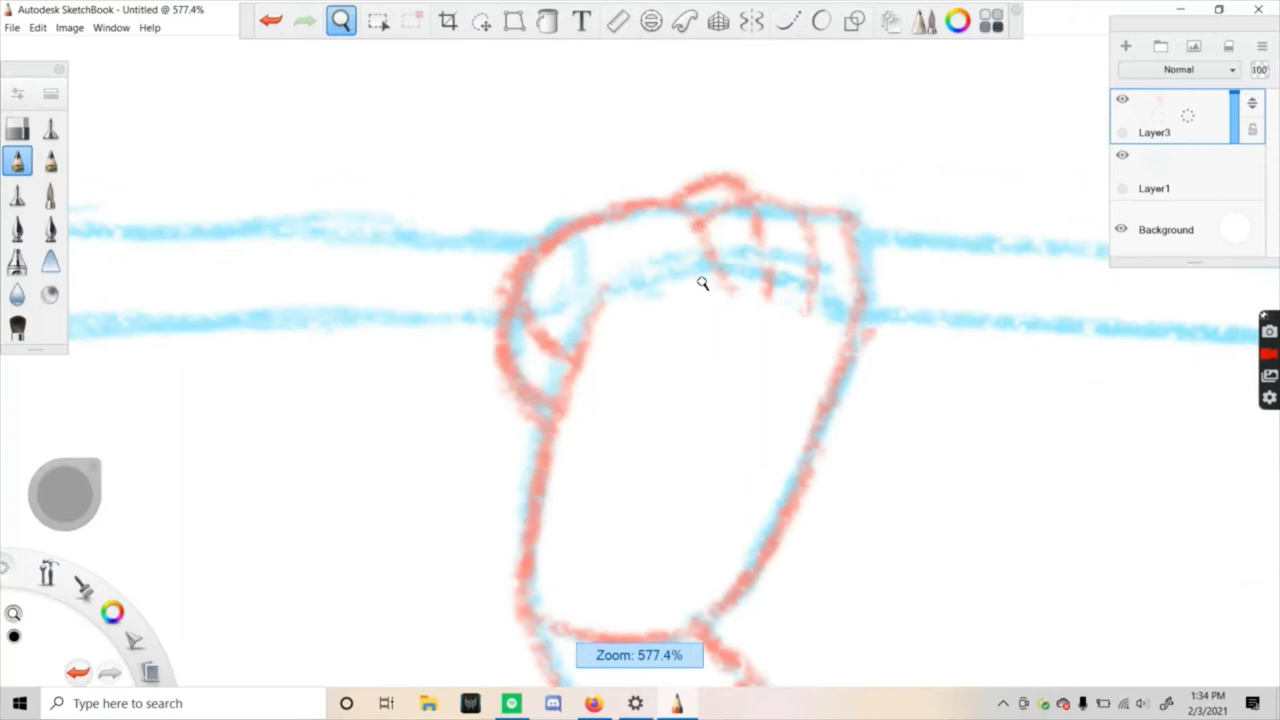 Autodesk SketchBook - Untitled @ 577.4%
File Edit Image Window Help
Normal
100
Layer3
Layer1
Background
Zoom: 577.4%
Type here to search
1:34 PM
2/3/2021